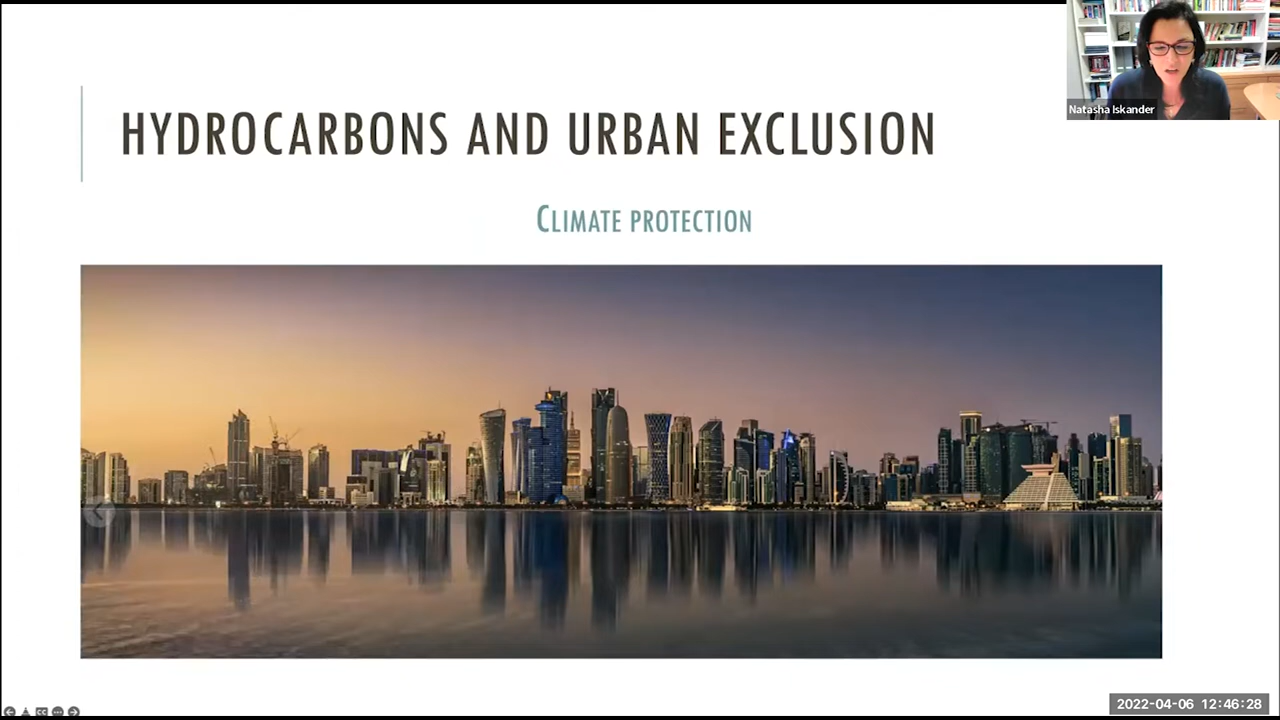 Natasha Iskander
HYDROCARBONS AND URBAN EXCLUSION
CLIMATE PROTECTION
2022-04-06 12:46:28